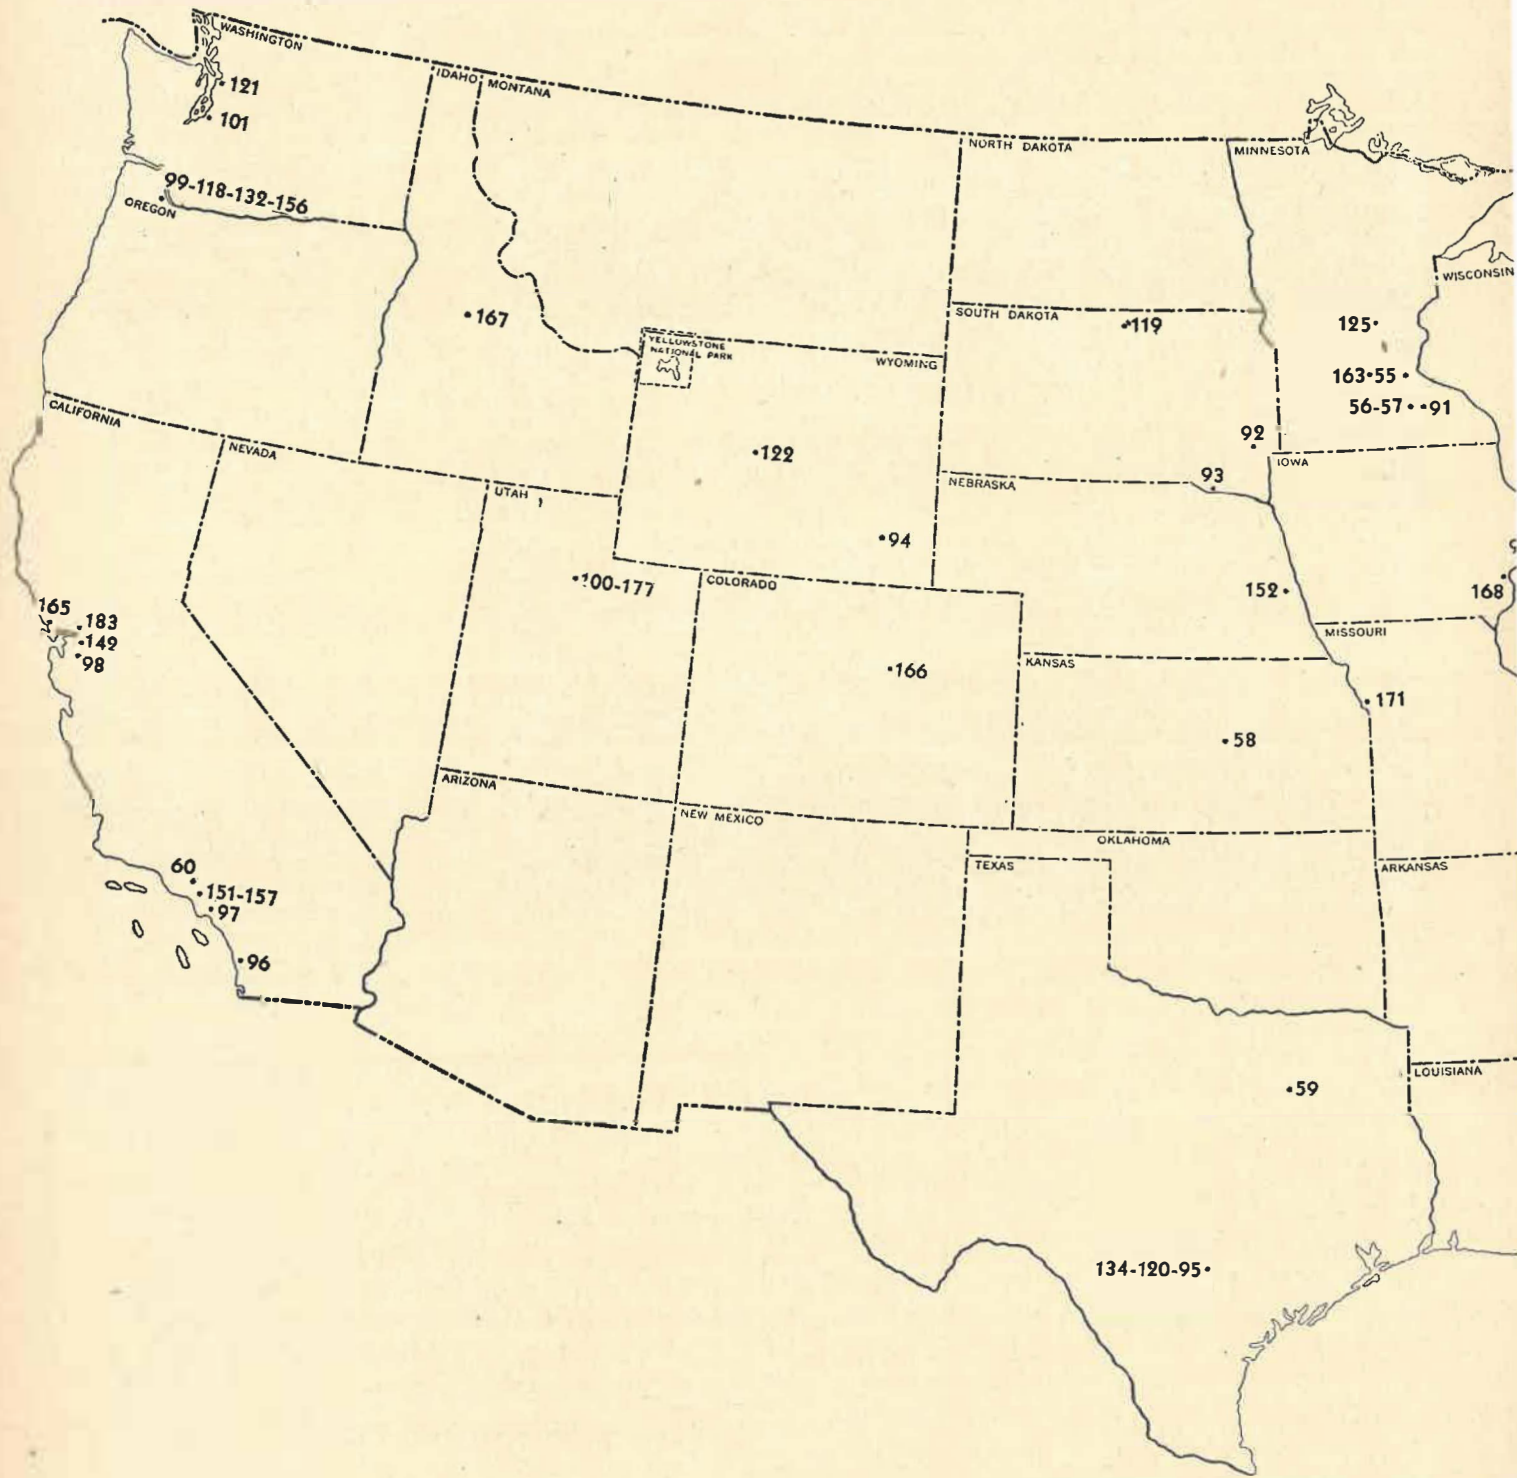 WASHINGTON
121
101
IDAHO
MONTANA
NORTH DAKOTA
MINNESOTA
99-118-132-156
OREGON
WISCONSIN
167
SOUTH DAKOTA
119
125
YELLOWSTONE
NATIONAL PARK
WYOMING
163•55
56-57
91
CALIFORNIA
NEVADA
122
92
IOWA
UTAH
NEBRASKA
93
94
100-177
COLORADO
152
168
165
183
149
98
MISSOURI
KANSAS
166
171
58
ARIZONA
NEW MEXICO
OKLAHOMA
TEXAS
ARKANSAS
60
151-157
97
96
LOUISIANA
59
134-120-95